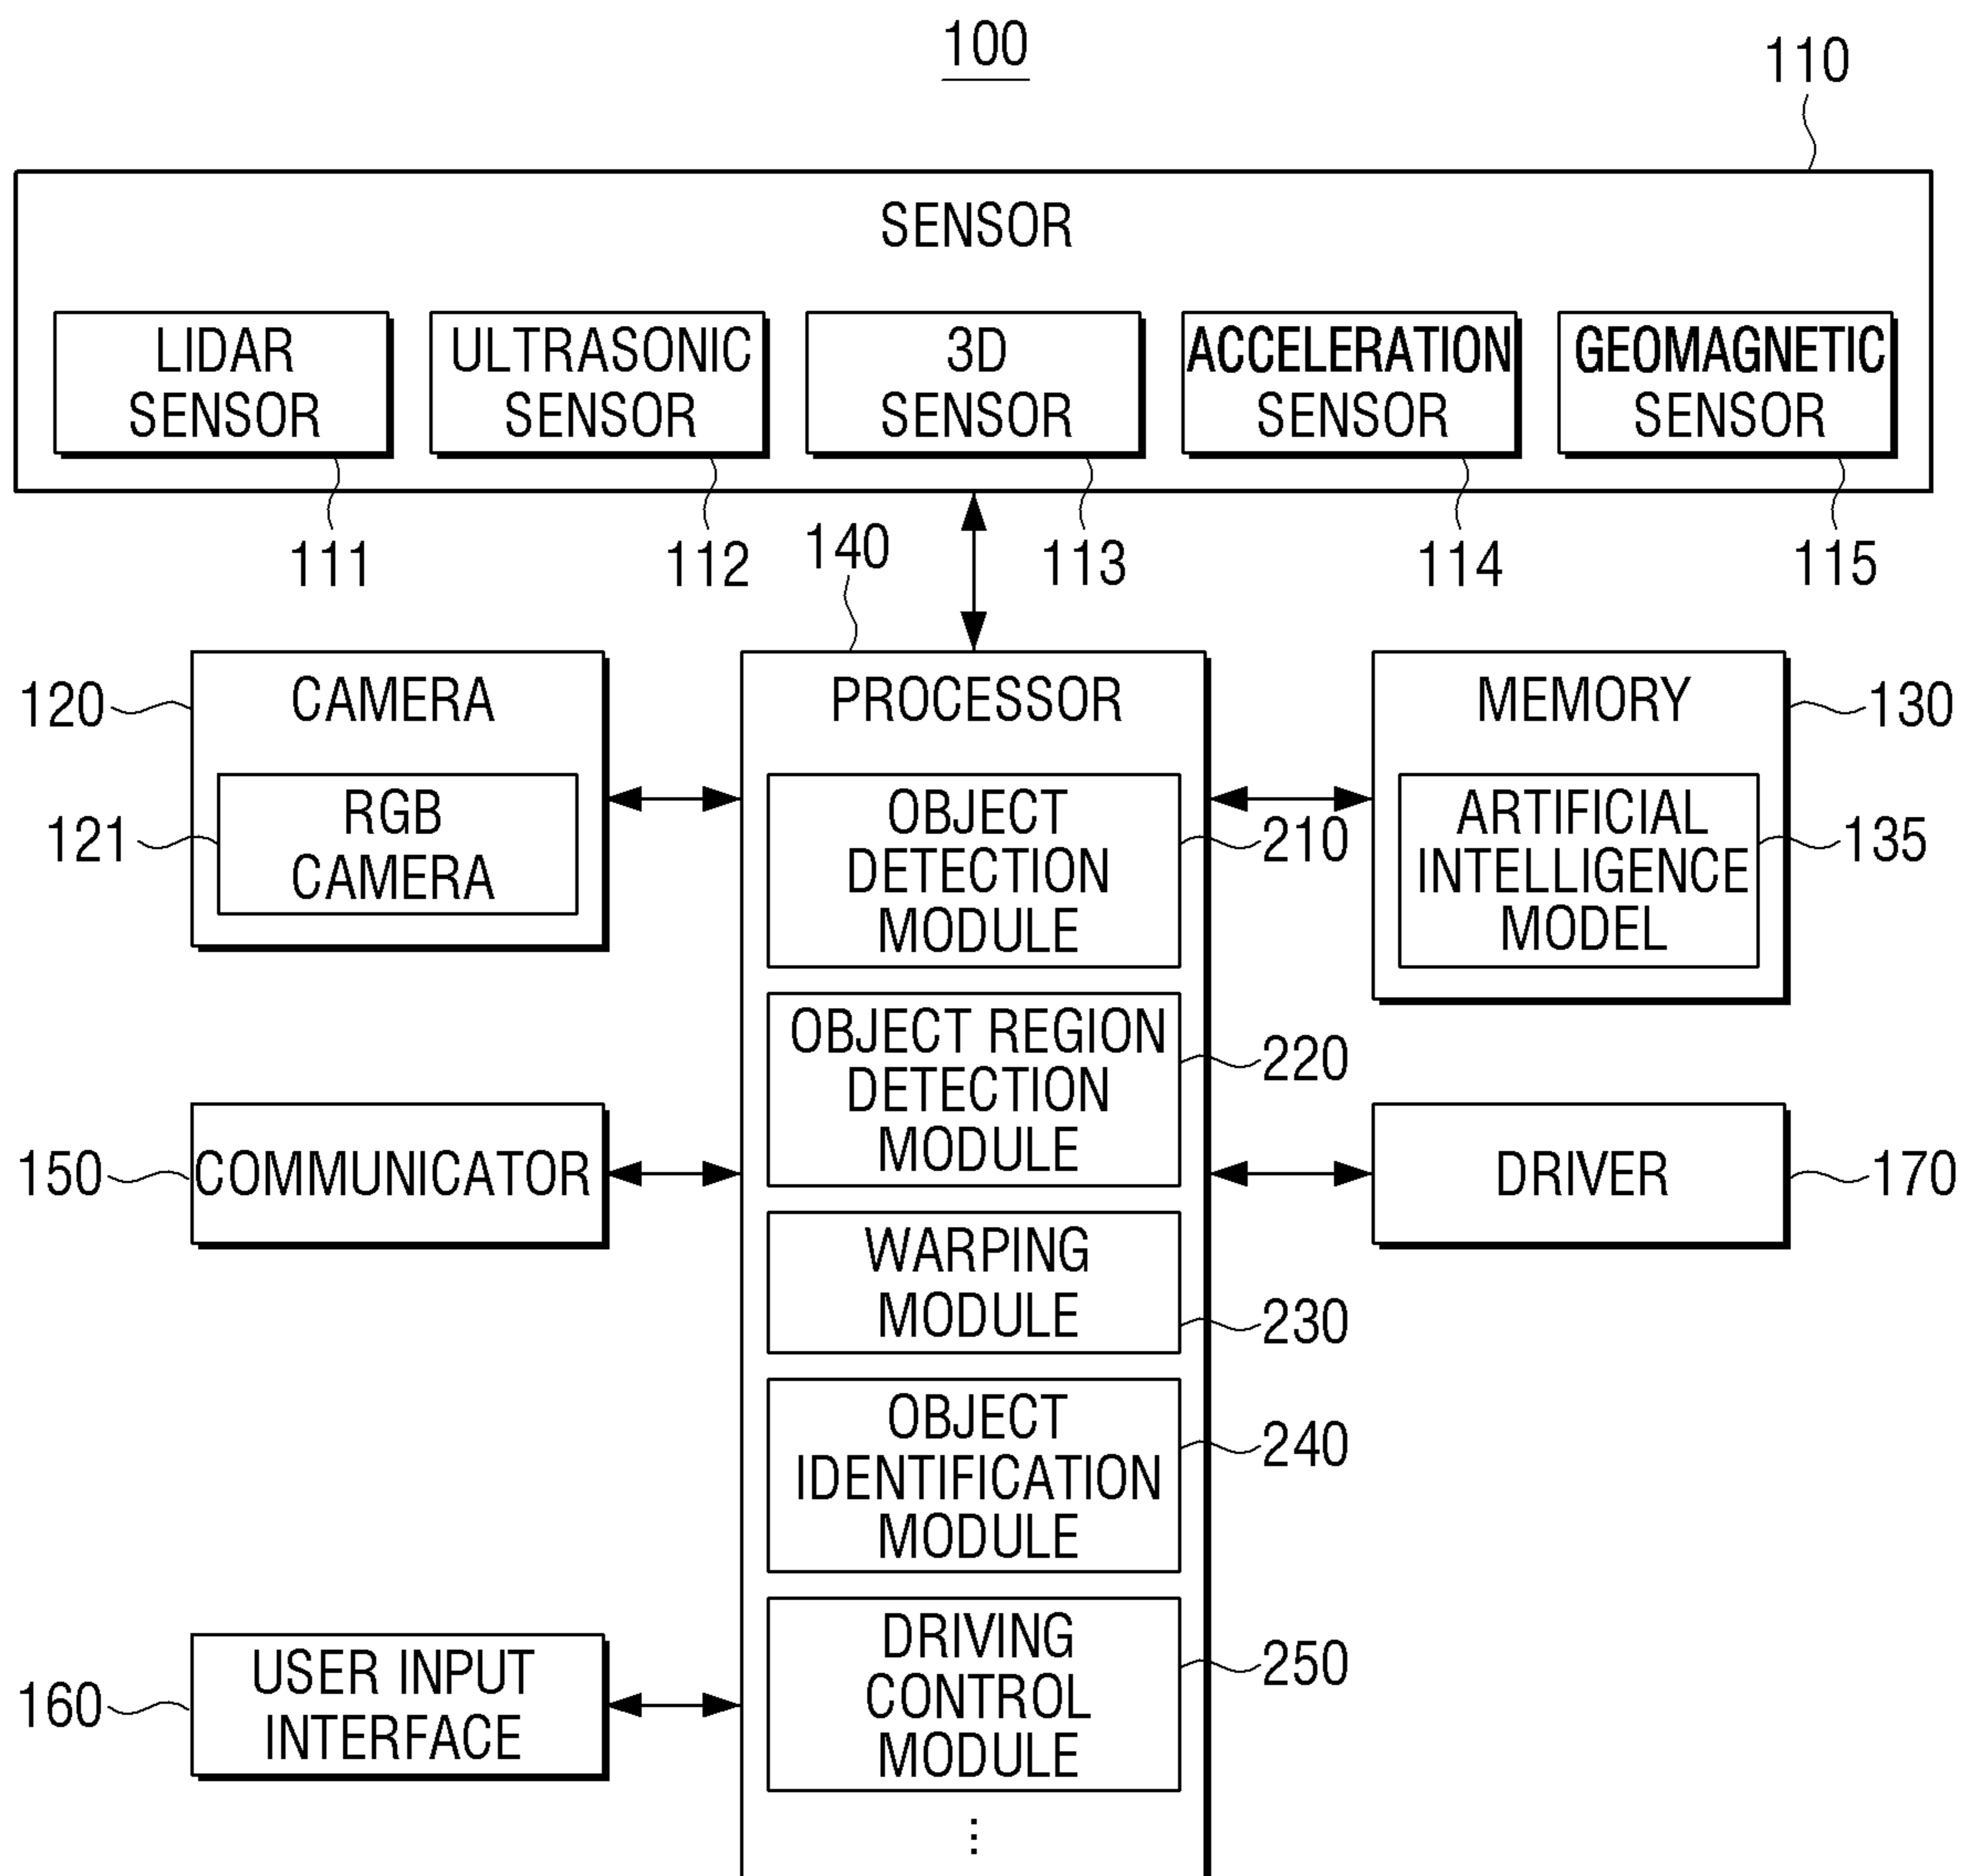 100
110
SENSOR
LIDAR
SENSOR
ULTRASONIC
SENSOR
3D
SENSOR
ACCELERATION
SENSOR
GEOMAGNETIC
SENSOR
111
112
140
113
114
115
120
CAMERA
121
RGB
CAMERA
PROCESSOR
OBJECT
DETECTION
MODULE
210
MEMORY
130
ARTIFICIAL
INTELLIGENCE
MODEL
135
OBJECT REGION
DETECTION
MODULE
220
150
COMMUNICATOR
DRIVER
170
WARPING
MODULE
230
OBJECT
IDENTIFICATION
MODULE
240
160
USER INPUT
INTERFACE
DRIVING
CONTROL
MODULE
250
⋮